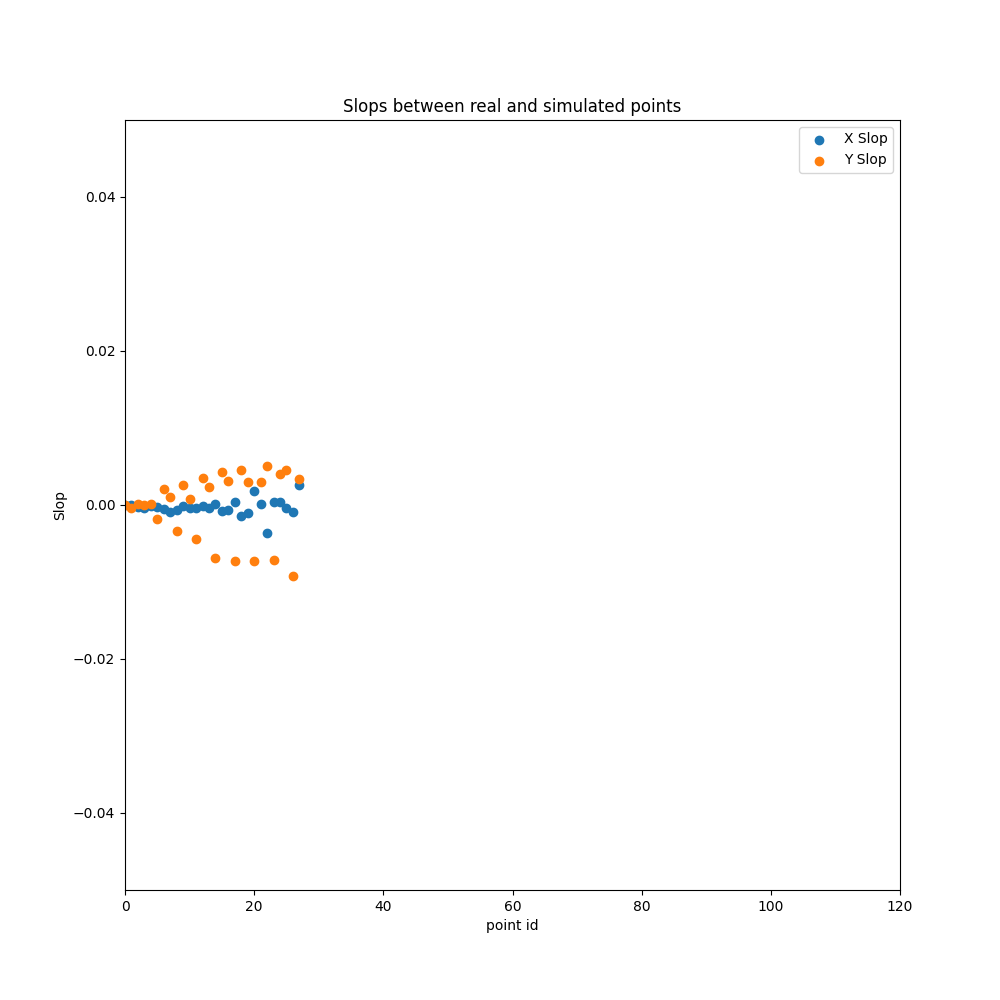 Slops between real and simulated points
X Slop
Y Slop
0.04
0.02
0.00
−0.02
−0.04
Slop
0 20 40 60 80 100 120
point id